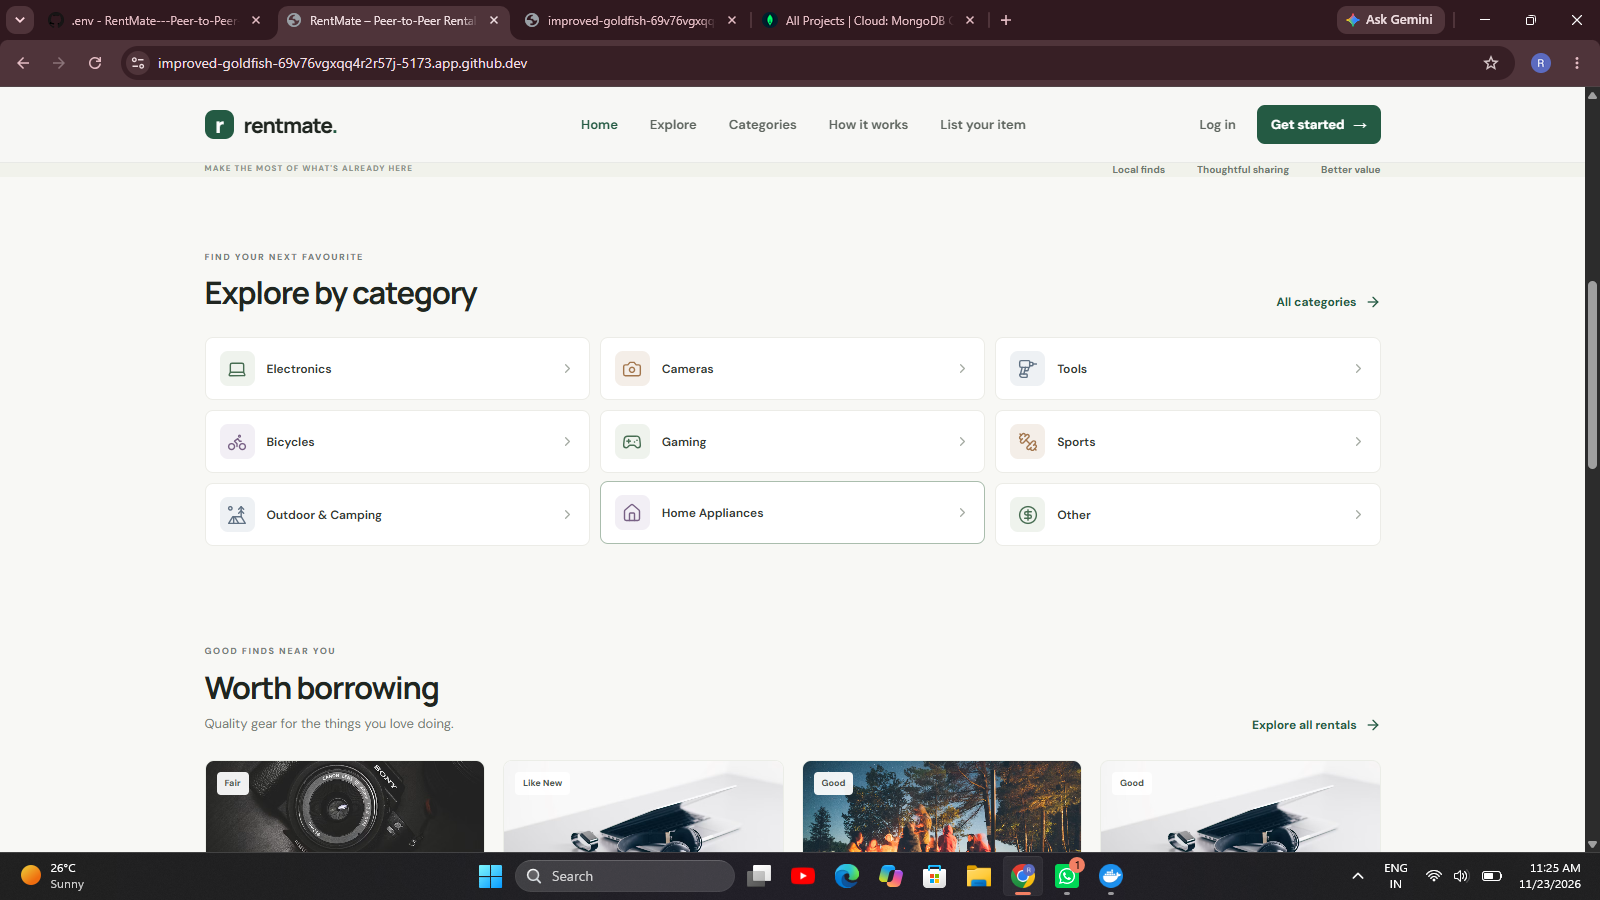 .env - RentMate---Peer-to-Peer
RentMate – Peer-to-Peer Renta
improved-goldfish-69v76vgxqq
All Projects | Cloud: MongoDB
Ask Gemini
improved-goldfish-69v76vgxqq4r2r57j-5173.app.github.dev
R
r rentmate.
Home
Explore
Categories
How it works
List your item
Log in
Get started →
MAKE THE MOST OF WHAT'S ALREADY HERE
Local finds
Thoughtful sharing
Better value
FIND YOUR NEXT FAVOURITE
Explore by category
All categories →
Electronics
Cameras
Tools
Bicycles
Gaming
Sports
Outdoor & Camping
Home Appliances
Other
GOOD FINDS NEAR YOU
Worth borrowing
Quality gear for the things you love doing.
Explore all rentals →
Fair
SONY
Like New
Good
Good
26°C
Sunny
Search
1
ENG
IN
11:25 AM
11/23/2026